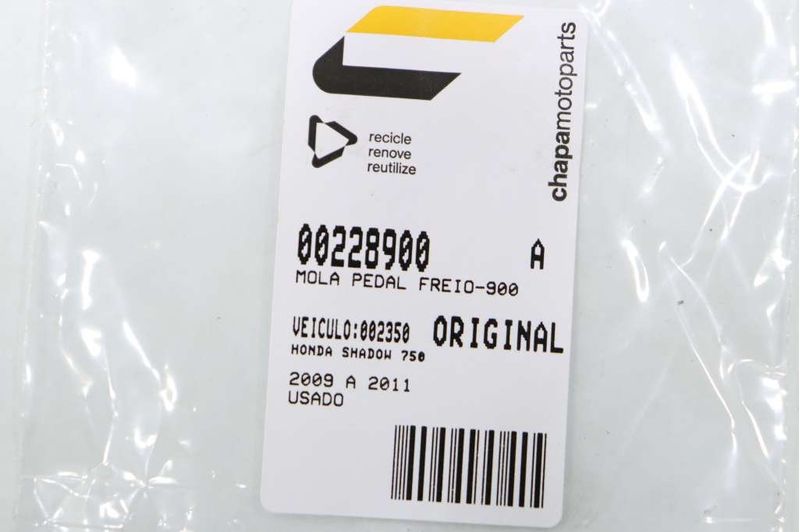 chapamotoparts
recicle
renove
reutilize
00228900 A
MOLA PEDAL FREIO-900
VEICULO:002350 ORIGINAL
HONDA SHADOW 750
2009 A 2011
USADO